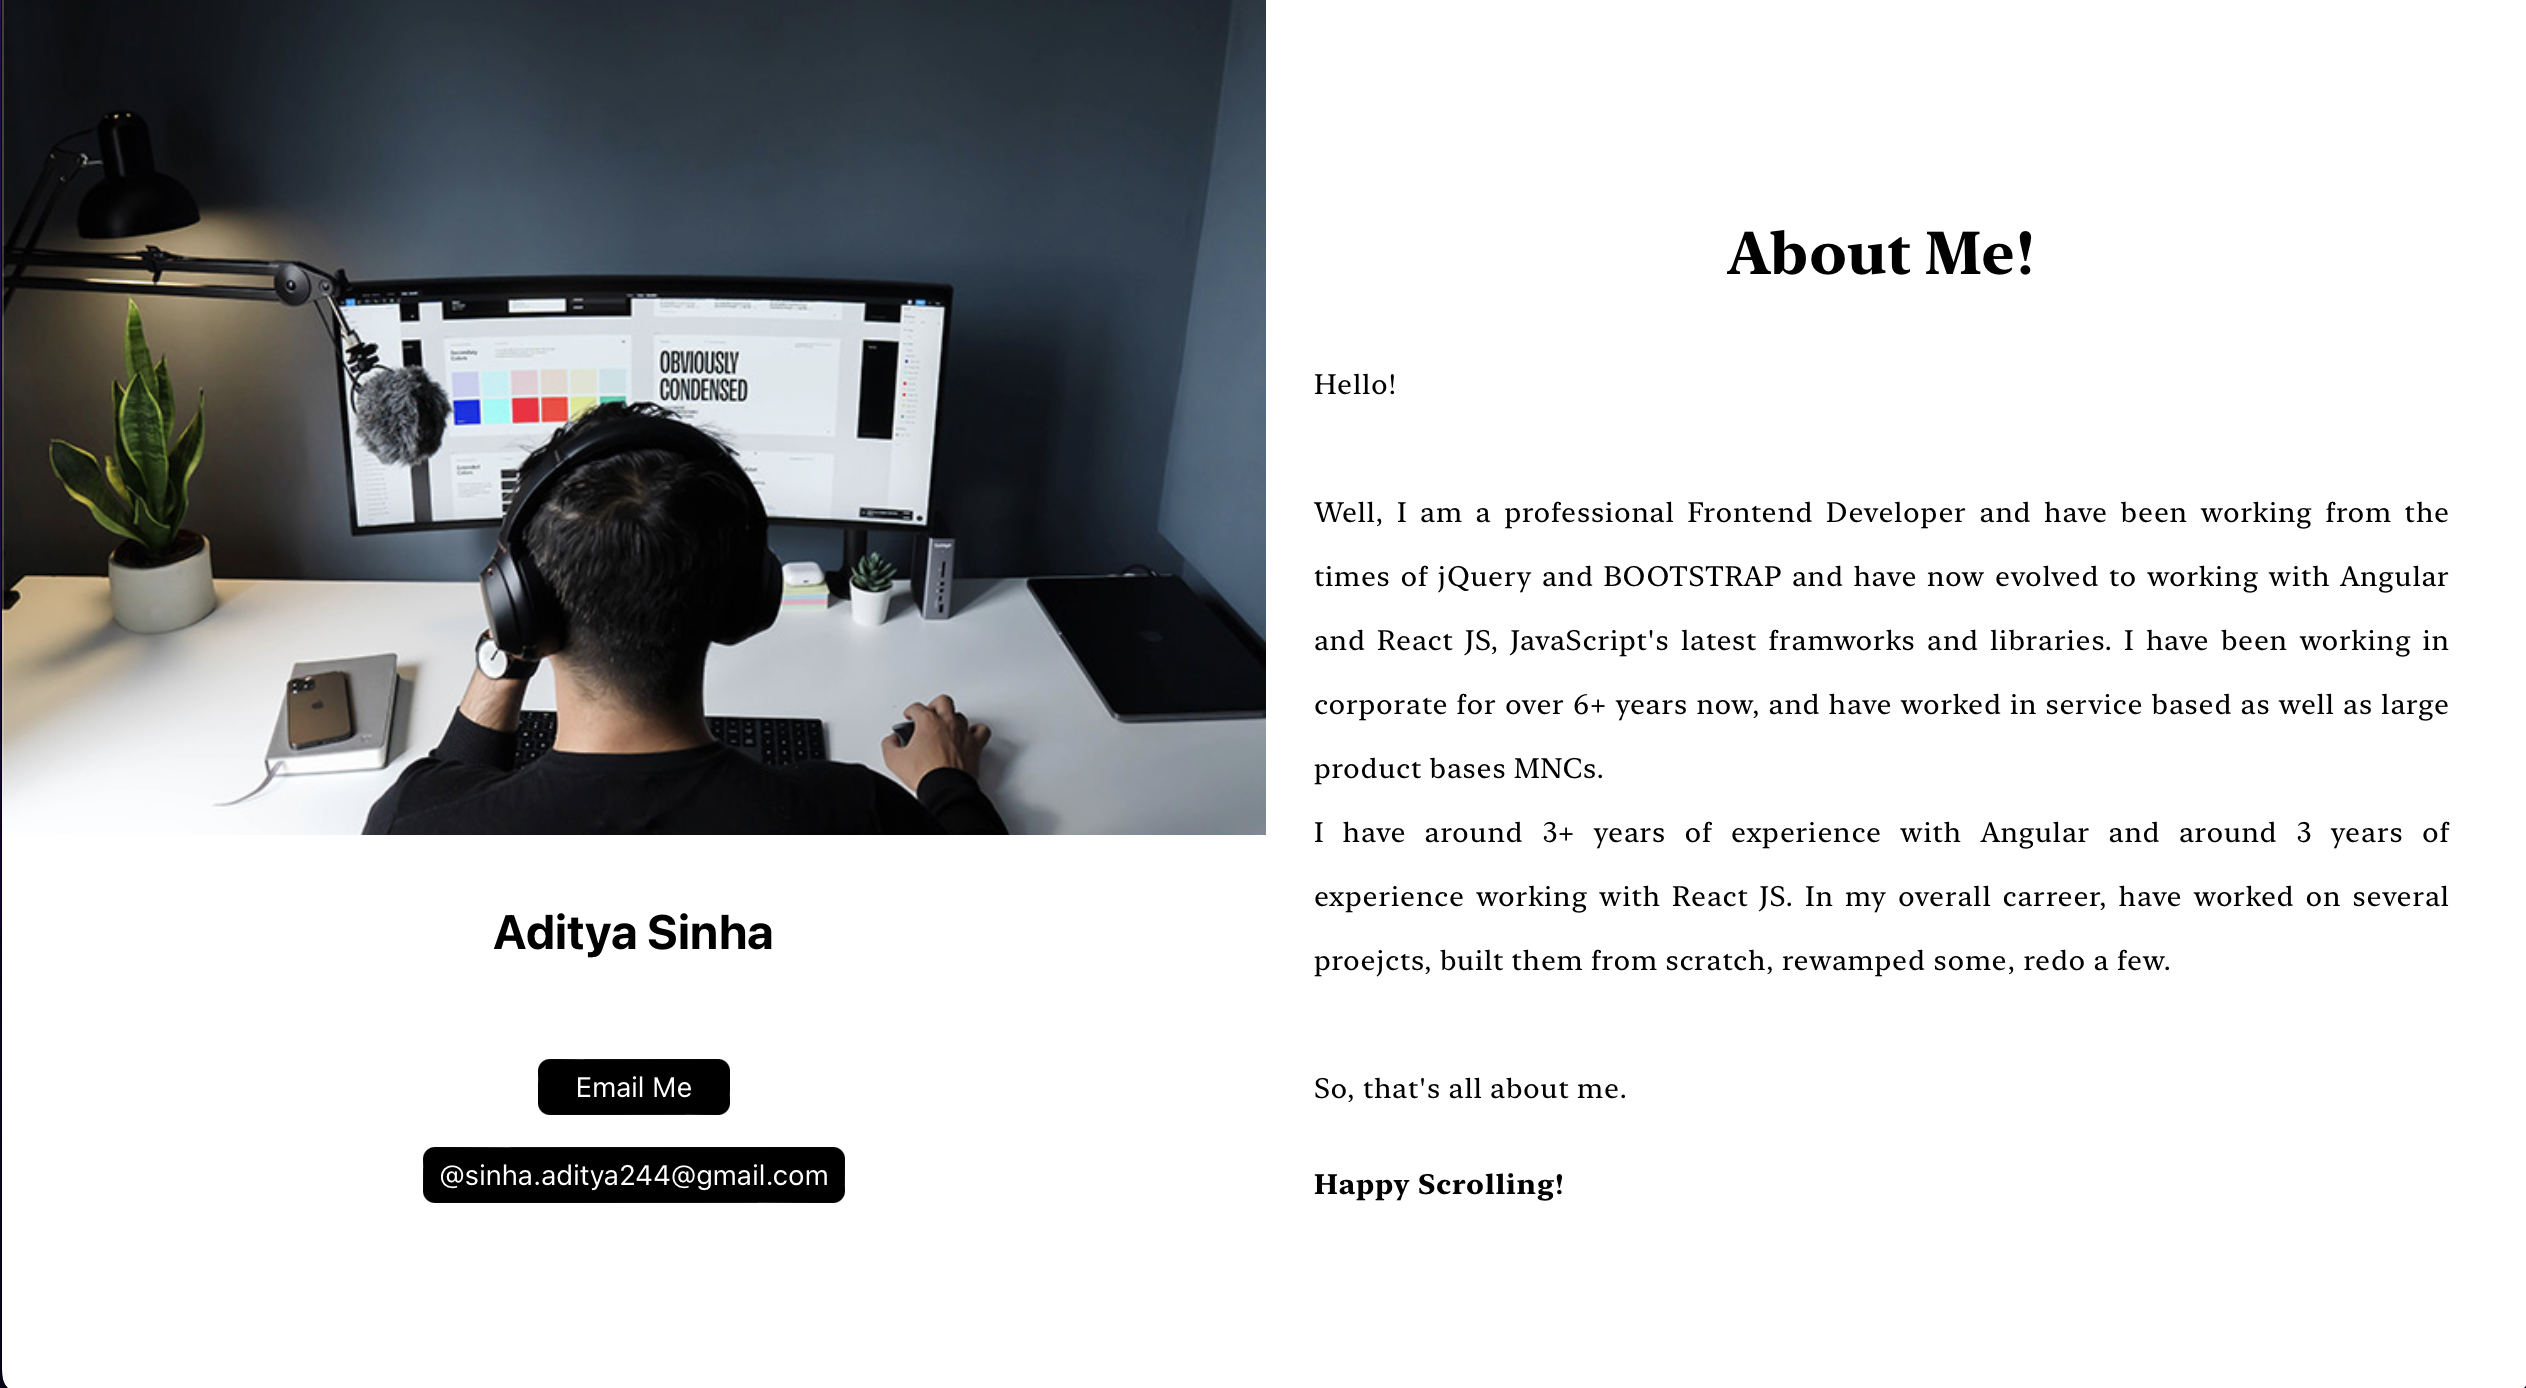 Secondary
Colors
OBVIOUSLY
CONDENSED
Extended
Colors
Aditya Sinha
Email Me
@sinha.aditya244@gmail.com
About Me!
Hello!
Well, I am a professional Frontend Developer and have been working from the
times of jQuery and BOOTSTRAP and have now evolved to working with Angular
and React JS, JavaScript's latest framworks and libraries. I have been working in
corporate for over 6+ years now, and have worked in service based as well as large
product bases MNCs.
I have around 3+ years of experience with Angular and around 3 years of
experience working with React JS. In my overall carreer, have worked on several
proejcts, built them from scratch, rewamped some, redo a few.
So, that's all about me.
Happy Scrolling!